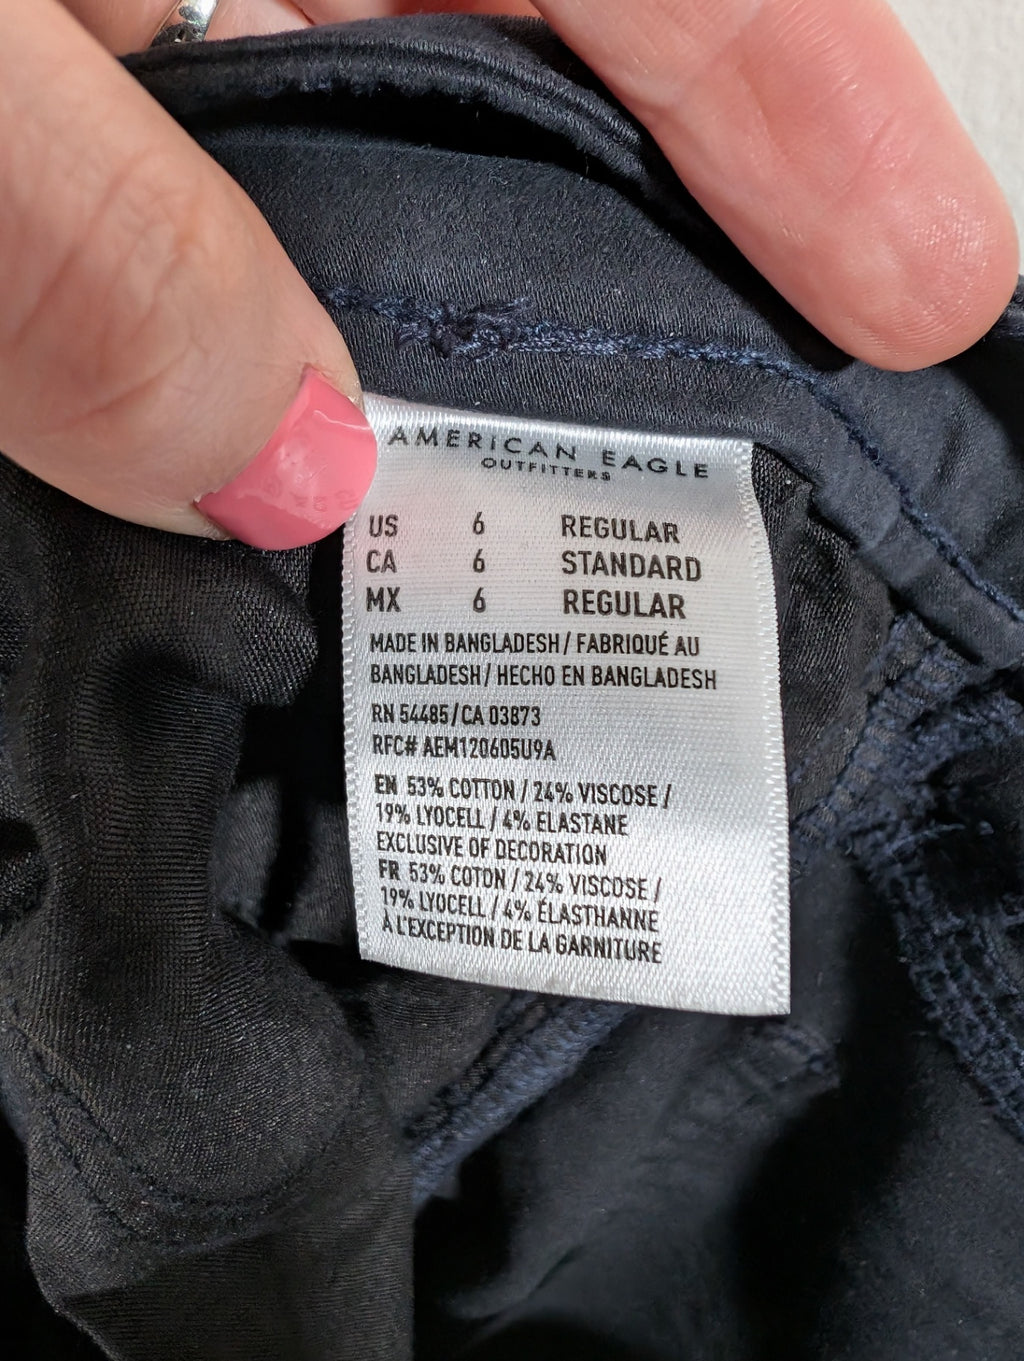 AMERICAN EAGLE
OUTFITTERS
US 6 REGULAR
CA 6 STANDARD
MX 6 REGULAR
MADE IN BANGLADESH / FABRIQUÉ AU
BANGLADESH / HECHO EN BANGLADESH
RN 54485/CA 03873
RFC# AEM120605U9A
EN 53% COTTON / 24% VISCOSE /
19% LYOCELL / 4% ELASTANE
EXCLUSIVE OF DECORATION
FR 53% COTON / 24% VISCOSE /
19% LYOCELL / 4% ÉLASTHANNE
À L'EXCEPTION DE LA GARNITURE